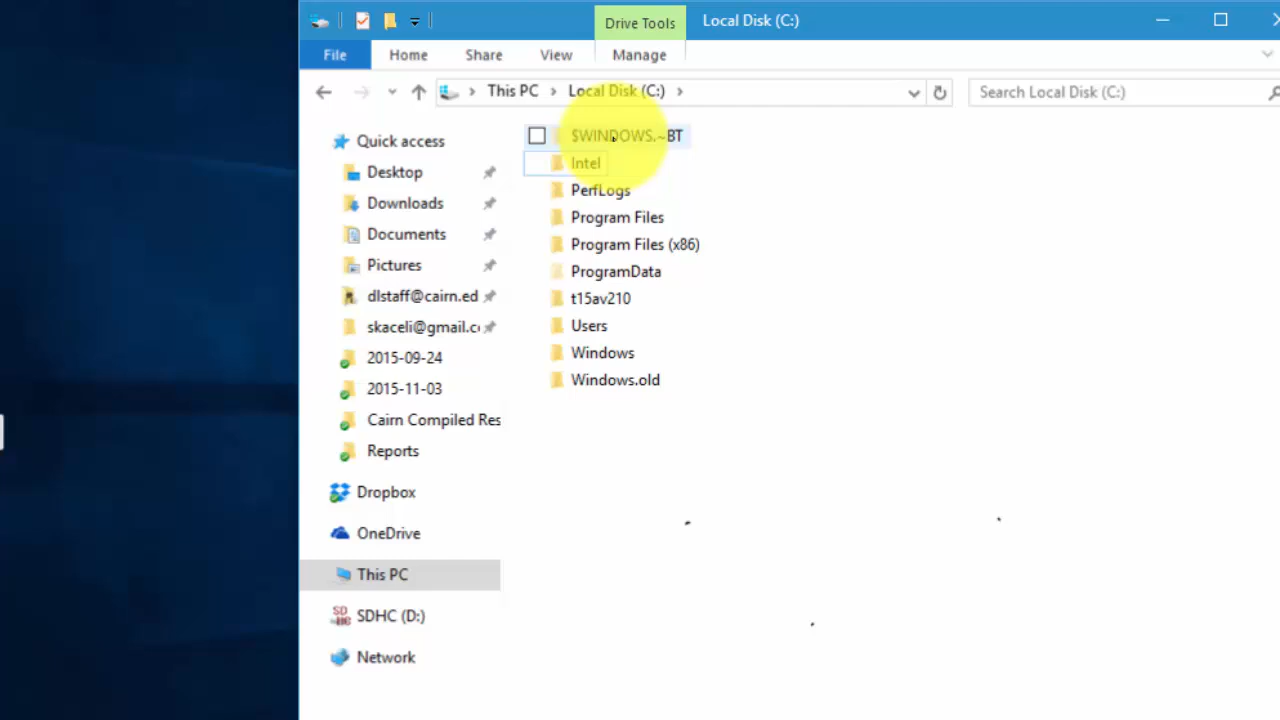 Drive Tools
Local Disk (C:)
File
Home
Share
View
Manage
This PC
Local Disk (C:)
Search Local Disk (C:)
Quick access
Desktop
Downloads
Documents
Pictures
dlstaff@cairn.ed
skaceli@gmail.c
2015-09-24
2015-11-03
Cairn Compiled Res
Reports
Dropbox
OneDrive
This PC
SDHC (D:)
Network
$WINDOWS.~BT
Intel
PerfLogs
Program Files
Program Files (x86)
ProgramData
t15av210
Users
Windows
Windows.old